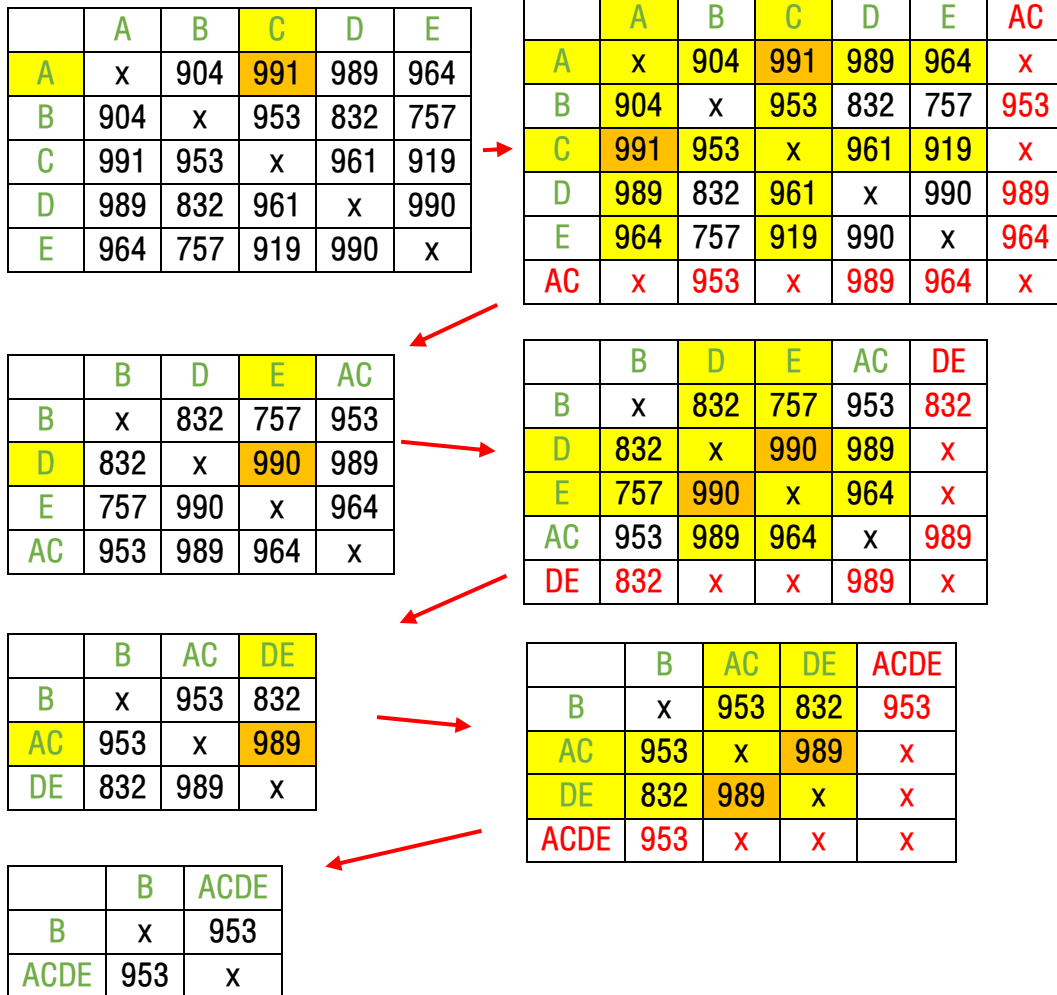 A B C D E
A x 904 991 989 964
B 904 x 953 832 757
C 991 953 x 961 919
D 989 832 961 x 990
E 964 757 919 990 x
A B C D E AC
A x 904 991 989 964 x
B 904 x 953 832 757 953
C 991 953 x 961 919 x
D 989 832 961 x 990 989
E 964 757 919 990 x 964
AC x 953 x 989 964 x
B D E AC
B x 832 757 953
D 832 x 990 989
E 757 990 x 964
AC 953 989 964 x
B D E AC DE
B x 832 757 953 832
D 832 x 990 989 x
E 757 990 x 964 x
AC 953 989 964 x 989
DE 832 x x 989 x
B AC DE
B x 953 832
AC 953 x 989
DE 832 989 x
B AC DE ACDE
B x 953 832 953
AC 953 x 989 x
DE 832 989 x x
ACDE 953 x x x
B ACDE
B x 953
ACDE 953 x